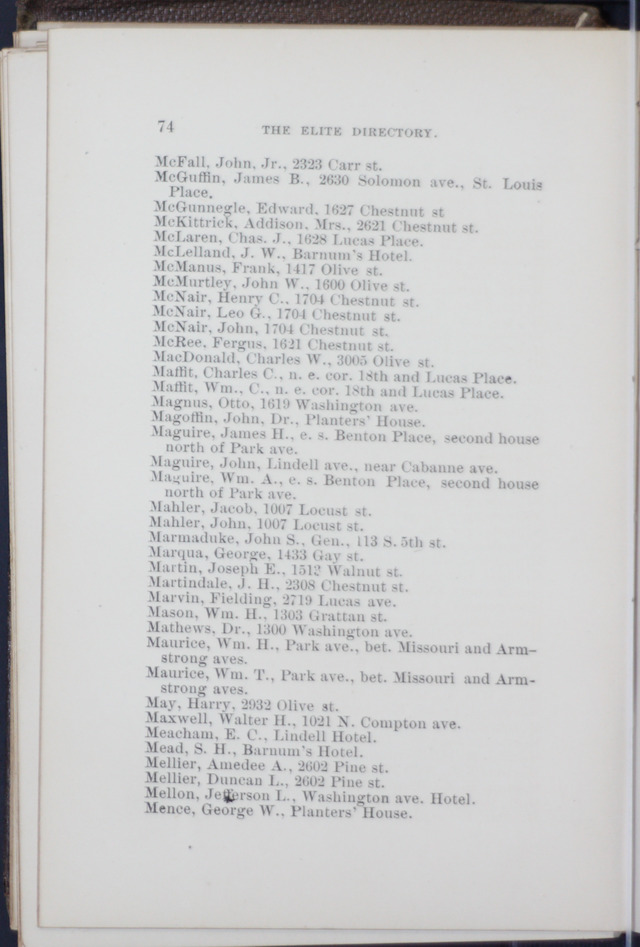 74 THE ELITE DIRECTORY.
McFall, John, Jr., 2323 Carr st.
McGuffin, James B., 2630 Solomon ave., St. Louis
Place.
McGunnegle, Edward, 1627 Chestnut st
McKittrick, Addison, Mrs., 2621 Chestnut st.
McLaren, Chas. J., 1628 Lucas Place.
McLelland, J. W., Barnum's Hotel.
McManus, Frank, 1417 Olive st.
McMurtley, John W., 1600 Olive st.
McNair, Henry C., 1704 Chestnut st.
McNair, Leo G., 1704 Chestnut st.
McNair, John, 1704 Chestnut st.
McRee, Fergus, 1621 Chestnut st.
MacDonald, Charles W., 3005 Olive st.
Maffit, Charles C., n. e. cor. 18th and Lucas Place.
Maffit, Wm., C., n. e. cor. 18th and Lucas Place.
Magnus, Otto, 1619 Washington ave.
Magoffin, John, Dr., Planters' House.
Maguire, James H., e. s. Benton Place, second house
north of Park ave.
Maguire, John, Lindell ave., near Cabanne ave.
Maguire, Wm. A., e. s. Benton Place, second house
north of Park ave.
Mahler, Jacob, 1007 Locust st.
Mahler, John, 1007 Locust st.
Marmaduke, John S., Gen., 113 S. 5th st.
Marqua, George, 1433 Gay st.
Martin, Joseph E., 1512 Walnut st.
Martindale, J. H., 2308 Chestnut st.
Marvin, Fielding, 2719 Lucas ave.
Mason, Wm. H., 1303 Grattan st.
Mathews, Dr., 1300 Washington ave.
Maurice, Wm. H., Park ave., bet. Missouri and Arm-
strong aves.
Maurice, Wm. T., Park ave., bet. Missouri and Arm-
strong aves.
May, Harry, 2932 Olive st.
Maxwell, Walter H., 1021 N. Compton ave.
Meacham, E. C., Lindell Hotel.
Mead, S. H., Barnum's Hotel.
Mellier, Amedee A., 2602 Pine st.
Mellier, Duncan L., 2602 Pine st.
Mellon, Jefferson L., Washington ave. Hotel.
Mence, George W., Planters' House.